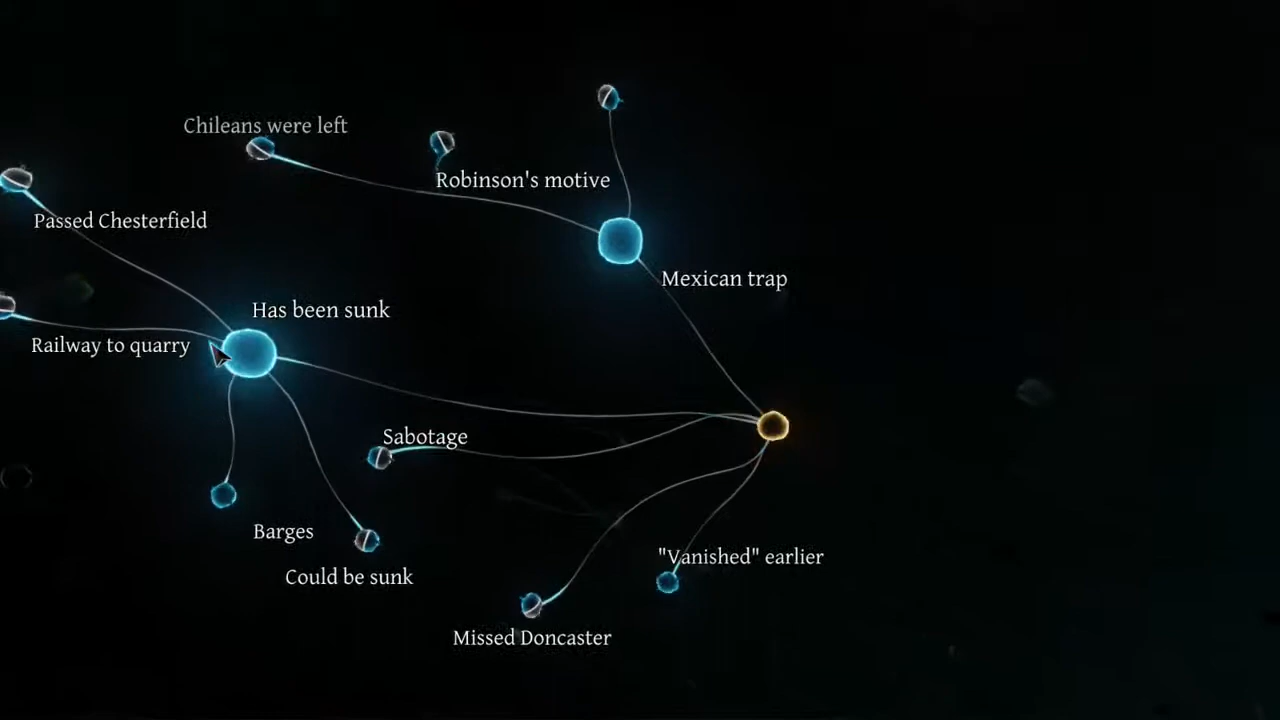 Chileans were left
Robinson's motive
Passed Chesterfield
Mexican trap
Has been sunk
Railway to quarry
Sabotage
Barges
"Vanished" earlier
Could be sunk
Missed Doncaster